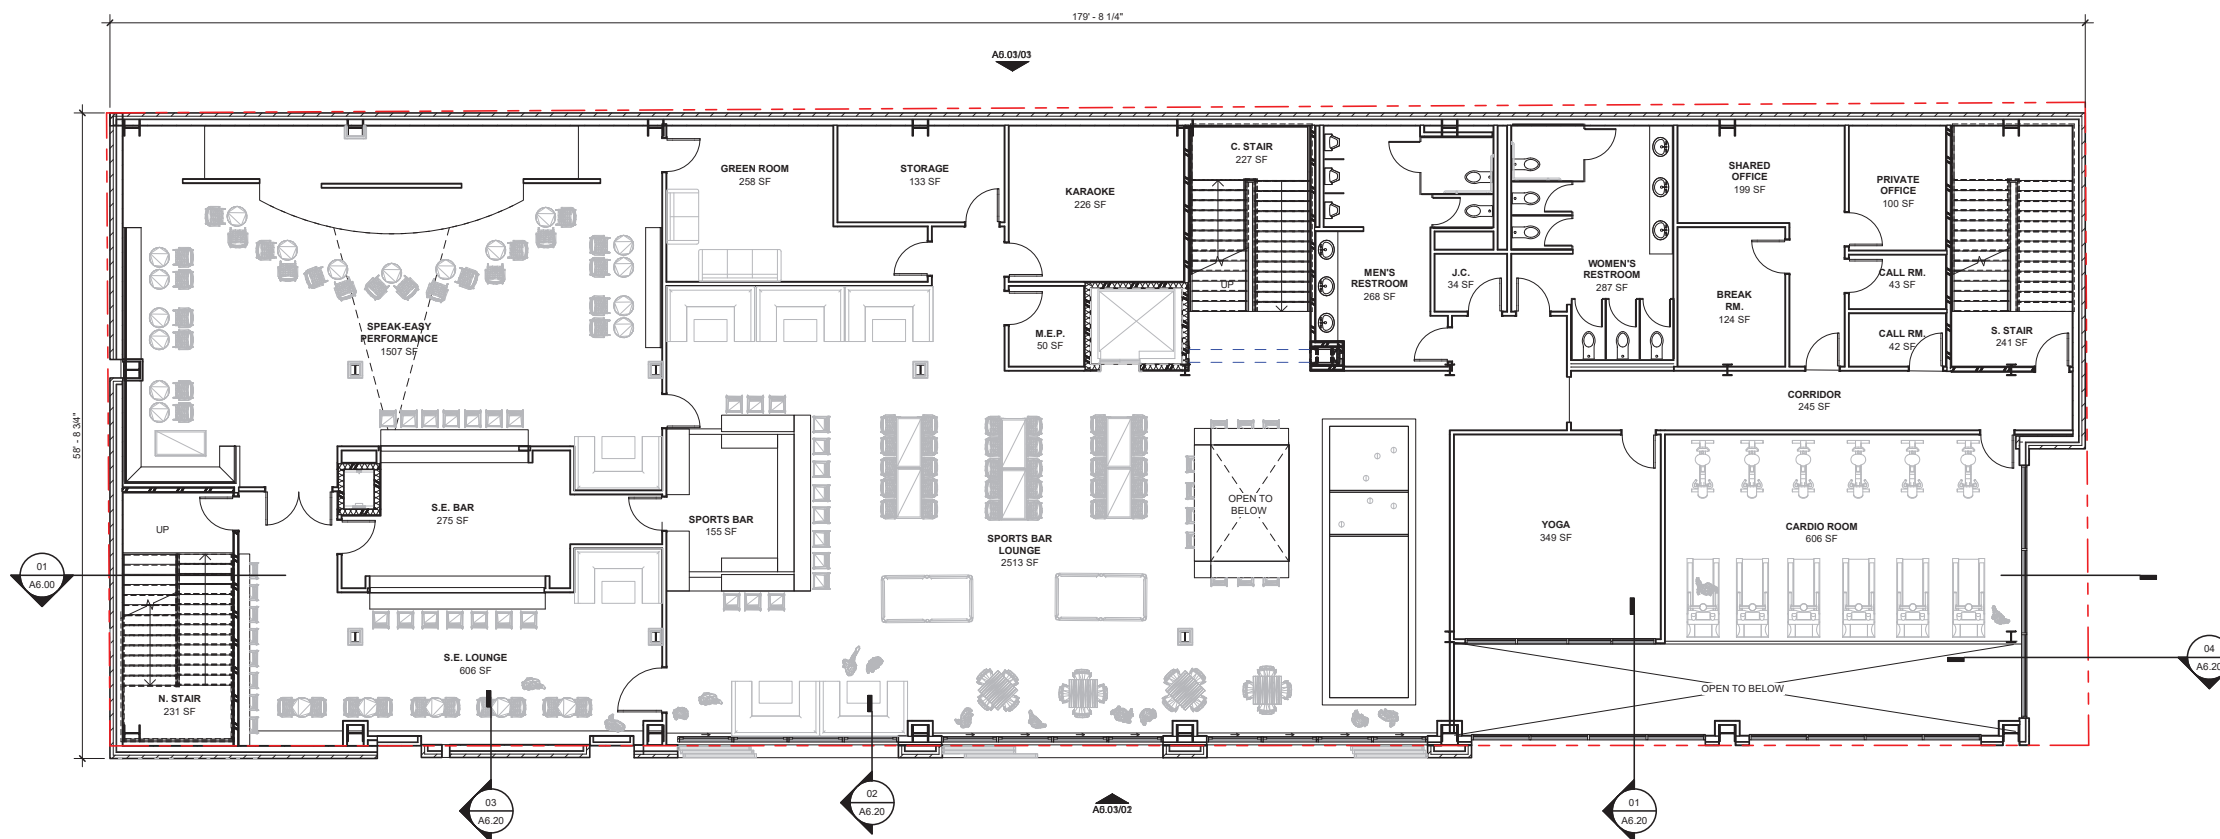 179' - 8 1/4"
A6.01/03
58' - 8 3/4"
GREEN ROOM
258 SF
STORAGE
133 SF
KARAOKE
226 SF
C. STAIR
227 SF
UP
MEN'S
RESTROOM
268 SF
J.C.
34 SF
WOMEN'S
RESTROOM
287 SF
SHARED
OFFICE
199 SF
PRIVATE
OFFICE
100 SF
BREAK
RM.
124 SF
CALL RM.
43 SF
CALL RM.
42 SF
S. STAIR
241 SF
SPEAK-EASY
PERFORMANCE
1507 SF
M.E.P.
50 SF
CORRIDOR
245 SF
S.E. BAR
275 SF
SPORTS BAR
155 SF
SPORTS BAR
LOUNGE
2513 SF
OPEN TO
BELOW
YOGA
349 SF
CARDIO ROOM
606 SF
UP
01
A6.00
S.E. LOUNGE
606 SF
N. STAIR
231 SF
OPEN TO BELOW
04
A6.20
03
A6.20
02
A6.20
01
A6.20